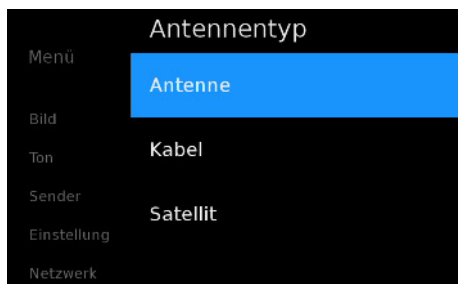 Antennentyp
Menü
Antenne
Bild
Kabel
Ton
Sender
Satellit
Einstellung
Netzwerk